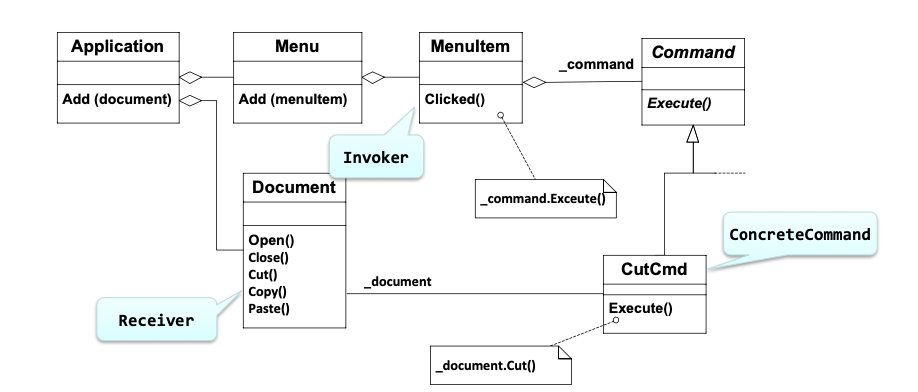 Application
Menu
MenuItem
Command
_command
Add (document)
Add (menuItem)
Clicked()
Execute()
Invoker
Document
_command.Exceute()
ConcreteCommand
Open()
Close()
Cut()
Copy()
Paste()
_document
CutCmd
Execute()
Receiver
_document.Cut()